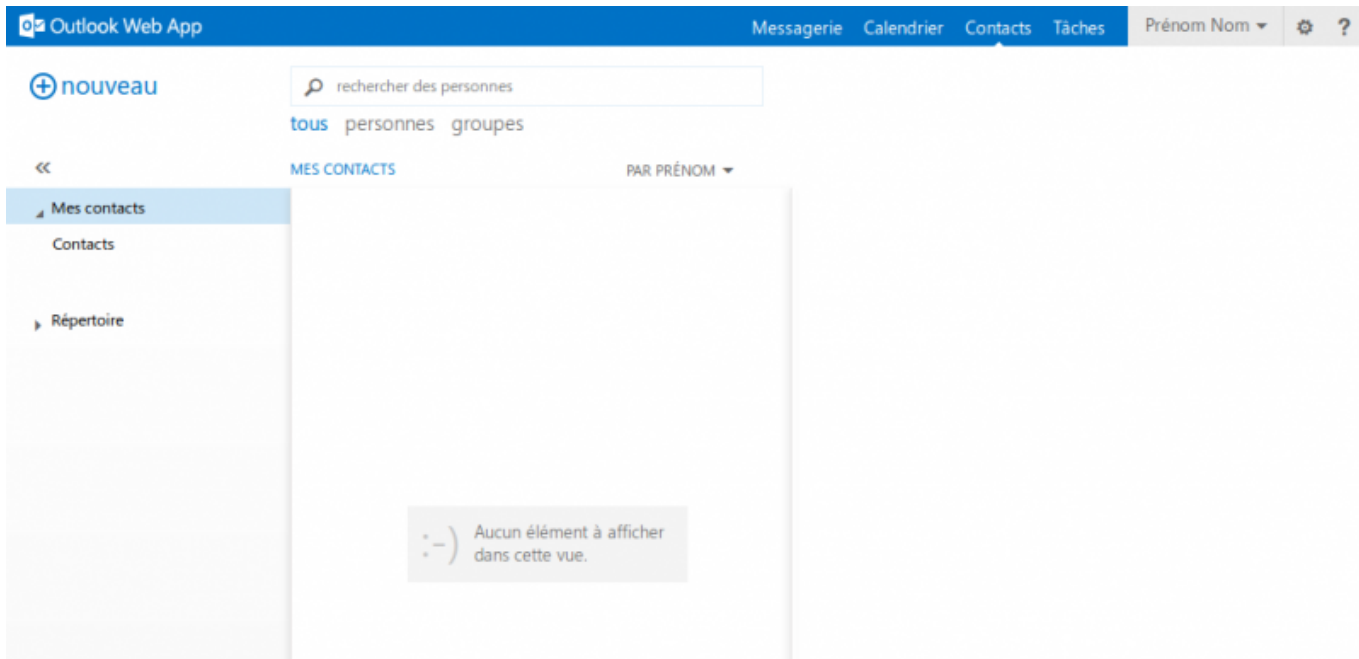 Outlook Web App
Messagerie Calendrier Contacts Tâches Prénom Nom ?
nouveau
rechercher des personnes
tous personnes groupes
MES CONTACTS PAR PRÉNOM
Mes contacts
Contacts
Répertoire
:-) Aucun élément à afficher
dans cette vue.